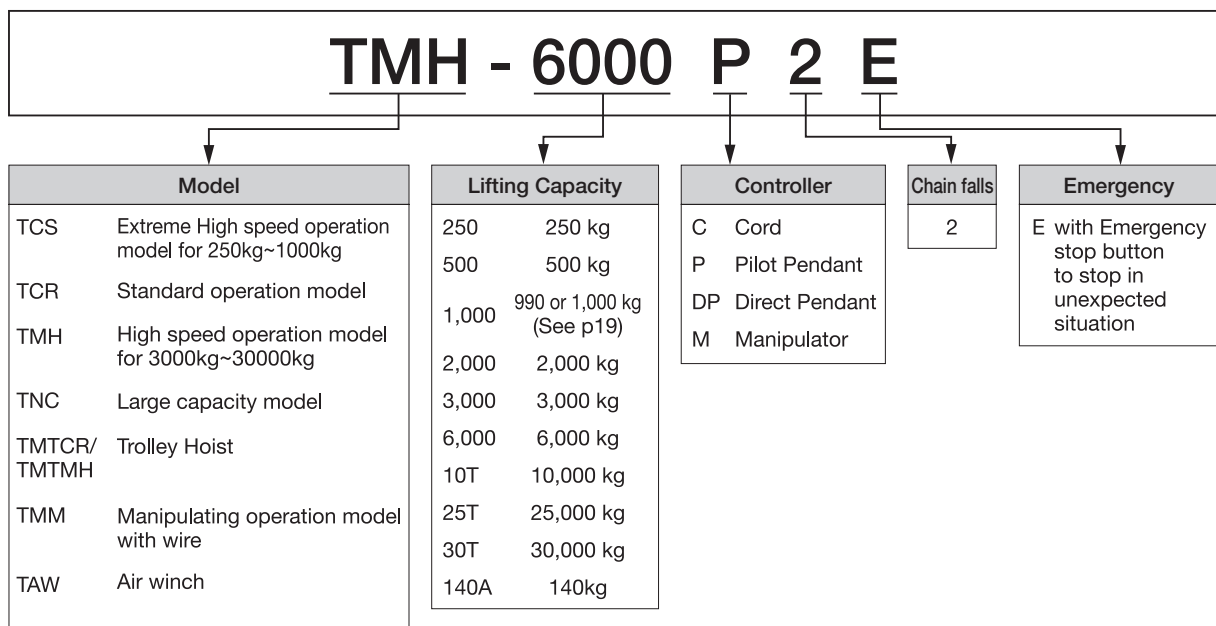 TMH - 6000 P 2 E
Model
TCS Extreme High speed operation
model for 250kg~1000kg
TCR Standard operation model
TMH High speed operation model
for 3000kg~30000kg
TNC Large capacity model
TMTCR/ Trolley Hoist
TMTMH
TMM Manipulating operation model
with wire
TAW Air winch
Lifting Capacity
250 250 kg
500 500 kg
1,000 990 or 1,000 kg
(See p19)
2,000 2,000 kg
3,000 3,000 kg
6,000 6,000 kg
10T 10,000 kg
25T 25,000 kg
30T 30,000 kg
140A 140kg
Controller
C Cord
P Pilot Pendant
DP Direct Pendant
M Manipulator
Chain falls
2
Emergency
E with Emergency
stop button
to stop in
unexpected
situation